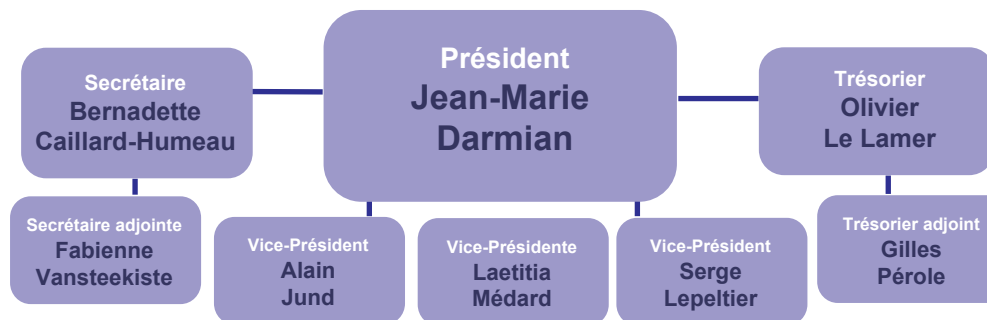 Président
Jean-Marie
Darmian
Secrétaire
Bernadette
Caillard-Humeau
Trésorier
Olivier
Le Lamer
Secrétaire adjointe
Fabienne
Vansteekiste
Vice-Président
Alain
Jund
Vice-Présidente
Laetitia
Médard
Vice-Président
Serge
Lepeltier
Trésorier adjoint
Gilles
Pérole